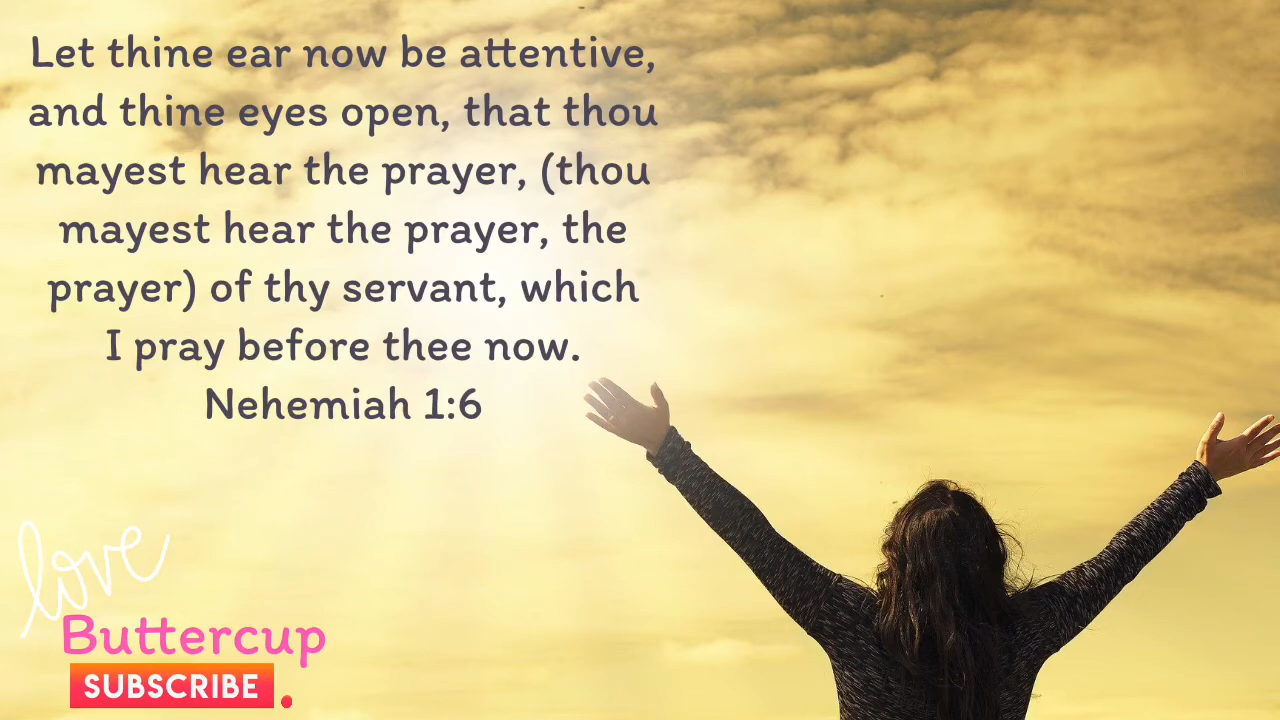 Let thine ear now be attentive,
and thine eyes open, that thou
mayest hear the prayer, (thou
mayest hear the prayer, the
prayer) of thy servant, which
I pray before thee now.
Nehemiah 1:6
love
Buttercup
SUBSCRIBE